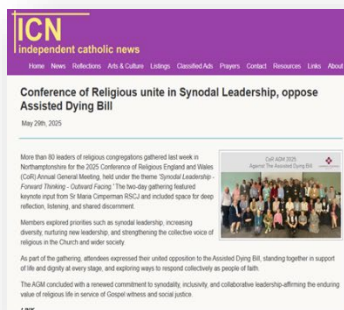 ICN
independent catholic news
Home News Reflections Arts & Culture Listings Classified Ads Prayers Contact Resources Links About
Conference of Religious unite in Synodal Leadership, oppose
Assisted Dying Bill
May 29th, 2025
More than 80 leaders of religious congregations gathered last week in
Northamptonshire for the 2025 Conference of Religious England and Wales
(CoR) Annual General Meeting, held under the theme 'Synodal Leadership -
Forward Thinking - Outward Facing.' The two-day gathering featured
keynote input from Sr Maria Cimperman RSCJ and included space for deep
reflection, listening, and shared discernment.
CoR AGM 2025
Against The Assisted Dying Bill
Members explored priorities such as synodal leadership, increasing
diversity, nurturing new leadership, and strengthening the collective voice of
religious in the Church and wider society.
As part of the gathering, attendees expressed their united opposition to the Assisted Dying Bill, standing together in support
of life and dignity at every stage, and exploring ways to respond collectively as people of faith.
The AGM concluded with a renewed commitment to synodality, inclusivity, and collaborative leadership-affirming the enduring
value of religious life in service of Gospel witness and social justice.